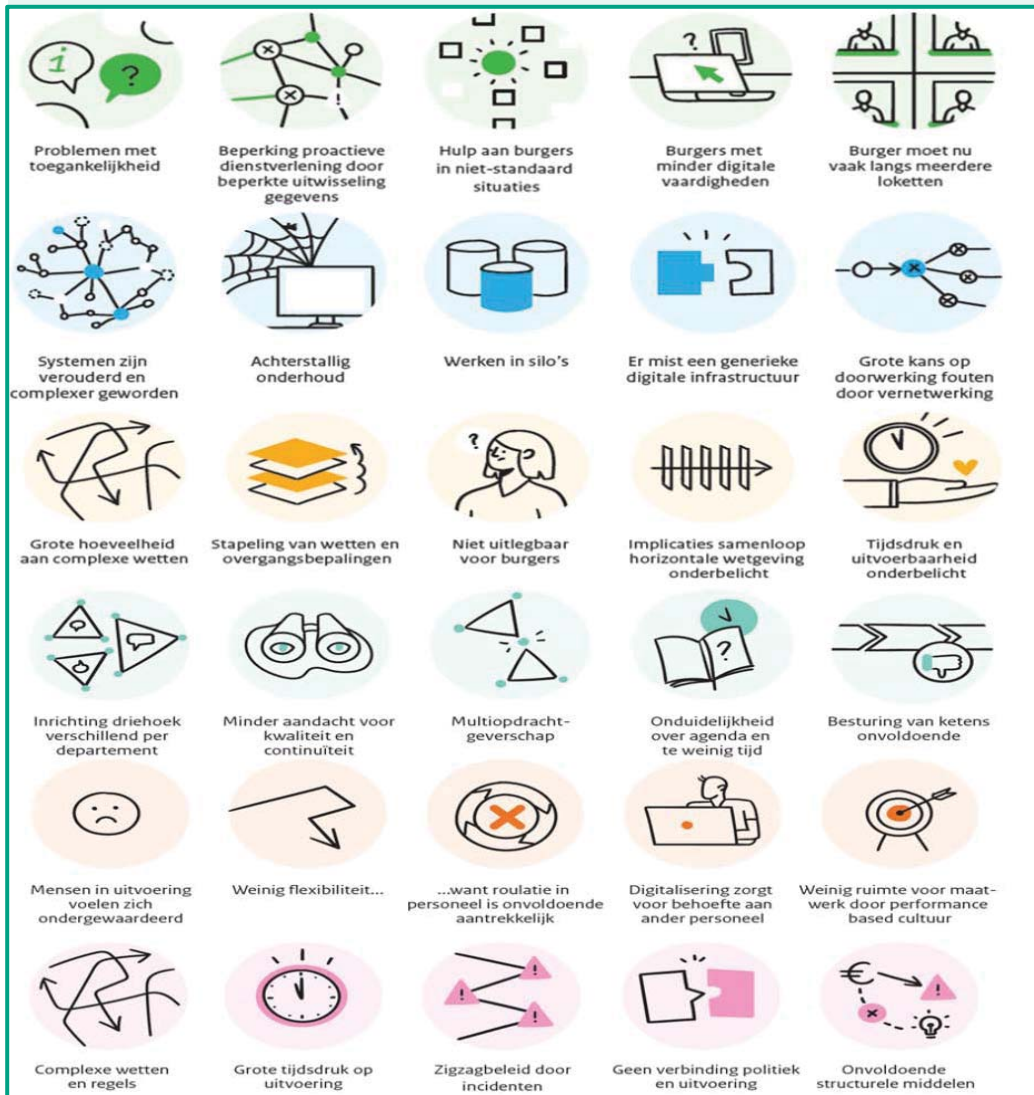 i
?
!
?
Problemen met
toegankelijkheid
Beperking proactieve
dienstverlening door
beperkte uitwisseling
gegevens
Hulp aan burgers
in niet-standaard
situaties
Burgers met
minder digitale
vaardigheden
Burger moet nu
vaak langs meerdere
loketten
Systemen zijn
verouderd en
complexer geworden
Achterstallig
onderhoud
Werken in silo's
Er mist een generieke
digitale infrastructuur
Grote kans op
doorwerking fouten
door vernetwerking
?
Grote hoeveelheid
aan complexe wetten
Stapeling van wetten en
overgangsbepalingen
Niet uitlegbaar
voor burgers
Implicaties samenloop
horizontale wetgeving
onderbelicht
Tijdsdruk en
uitvoerbaarheid
onderbelicht
?
Inrichting driehoek
verschillend per
departement
Minder aandacht voor
kwaliteit en
continuïteit
Multiopdracht-
geverschap
Onduidelijkheid
over agenda en
te weinig tijd
Besturing van ketens
onvoldoende
Mensen in uitvoering
voelen zich
ondergewaardeerd
Weinig flexibiliteit...
...want roulatie in
personeel is onvoldoende
aantrekkelijk
Digitalisering zorgt
voor behoefte aan
ander personeel
Weinig ruimte voor maat-
werk door performance
based cultuur
!
!
!
€
!
Complexe wetten
en regels
Grote tijdsdruk op
uitvoering
Zigzagbeleid door
incidenten
Geen verbinding politiek
en uitvoering
Onvoldoende
structurele middelen